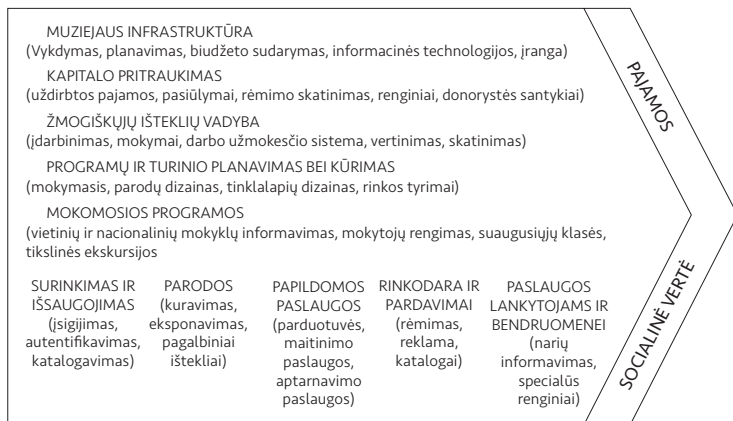 MUZIEJAUS INFRASTRUKTŪRA
(Vykdymas, planavimas, biudžeto sudarymas, informacinės technologijos, įranga)
KAPITALO PRITRAUKIMAS
(uždirbtos pajamos, pasiūlymai, rėmimo skatinimas, renginiai, donorystės santykiai)
ŽMOGIŠKŲJŲ IŠTEKLIŲ VADYBA
(įdarbinimas, mokymai, darbo užmokesčio sistema, vertinimas, skatinimas)
PROGRAMŲ IR TURINIO PLANAVIMAS BEI KŪRIMAS
(mokymasis, parodų dizainas, tinklalapių dizainas, rinkos tyrimai)
MOKOMOSIOS PROGRAMOS
(vietinių ir nacionalinių mokyklų informavimas, mokytojų rengimas, suaugusiųjų klasės,
tikslinės ekskursijos
SURINKIMAS IR
IŠSAUGOJIMAS
(įsigijimas,
autentifikavimas,
katalogavimas)
PARODOS
(kuravimas,
eksponavimas,
pagalbiniai
ištekliai)
PAPILDOMOS
PASLAUGOS
(parduotuvės,
maitinimo
paslaugos,
aptarnavimo
paslaugos)
RINKODARA IR
PARDAVIMAI
(rėmimas,
reklama,
katalogai)
PASLAUGOS
LANKYTOJAMS IR
BENDRUOMENEI
(narių
informavimas,
specialūs
renginiai)
PAJAMOS
SOCIALINĖ VERTĖ